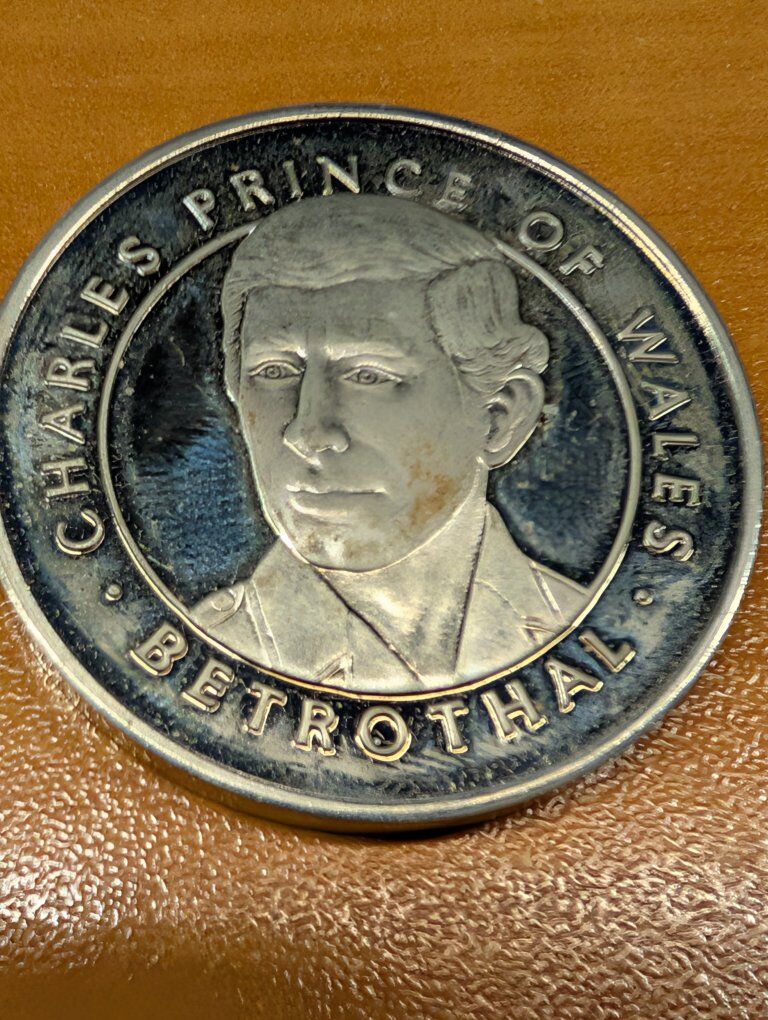 CHARLES PRINCE OF WALES
· BETROTHAL ·